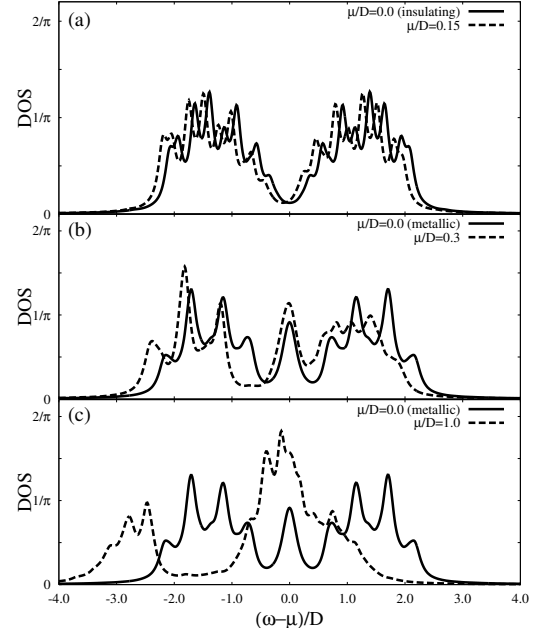 (a)
μ/D=0.0 (insulating)
μ/D=0.15
2/π
DOS
1/π
0
(b)
μ/D=0.0 (metallic)
μ/D=0.3
2/π
DOS
1/π
0
(c)
μ/D=0.0 (metallic)
μ/D=1.0
2/π
DOS
1/π
0
-4.0 -3.0 -2.0 -1.0 0.0 1.0 2.0 3.0 4.0
(ω−μ)/D